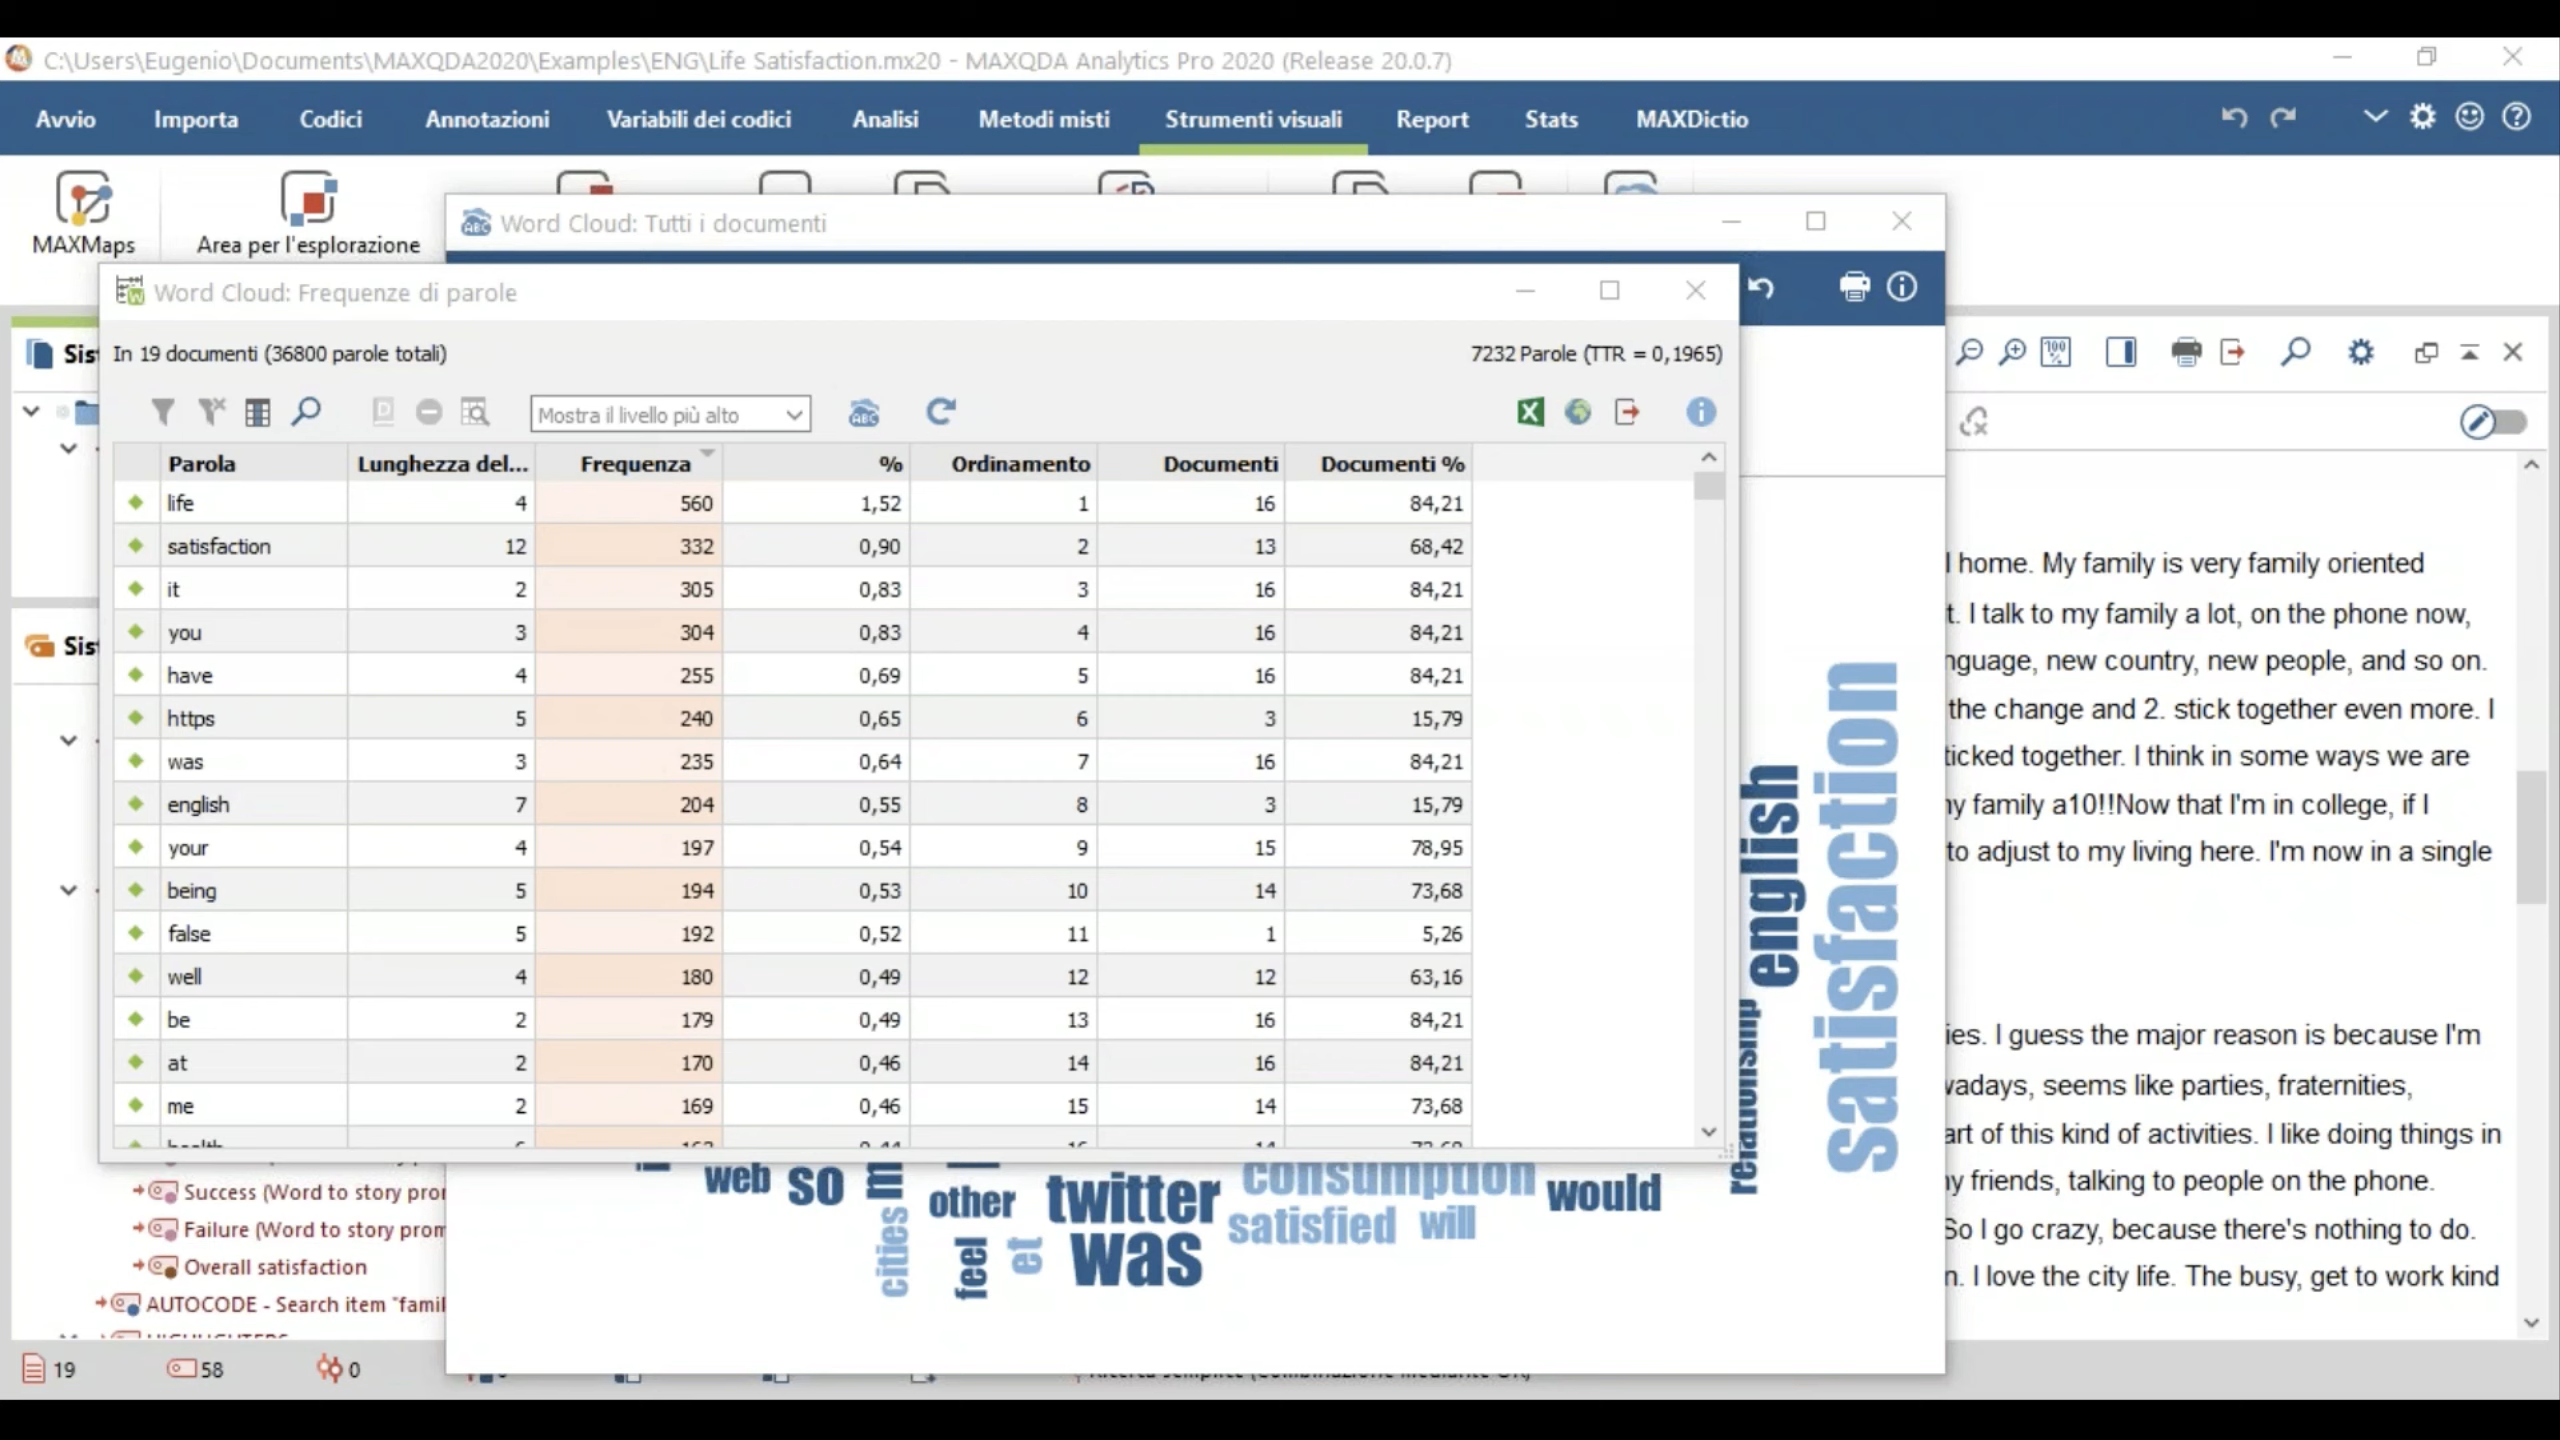 C:\Users\Eugenio\Documents\MAXQDA2020\Examples\ENG\Life Satisfaction.mx20 - MAXQDA Analytics Pro 2020 (Release 20.0.7)
Avvio Importa Codici Annotazioni Variabili dei codici Analisi Metodi misti Strumenti visuali Report Stats MAXDictio
MAXMaps Area per l'esplorazione
Word Cloud: Tutti i documenti
Word Cloud: Frequenze di parole
In 19 documenti (36800 parole totali) 7232 Parole (TTR = 0,1965)
Mostra il livello più alto
Parola Lunghezza del... Frequenza % Ordinamento Documenti Documenti %
life 4 560 1,52 1 16 84,21
satisfaction 12 332 0,90 2 13 68,42
it 2 305 0,83 3 16 84,21
you 3 304 0,83 4 16 84,21
have 4 255 0,69 5 16 84,21
https 5 240 0,65 6 3 15,79
was 3 235 0,64 7 16 84,21
english 7 204 0,55 8 3 15,79
your 4 197 0,54 9 15 78,95
being 5 194 0,53 10 14 73,68
false 5 192 0,52 11 1 5,26
well 4 180 0,49 12 12 63,16
be 2 179 0,49 13 16 84,21
at 2 170 0,46 14 16 84,21
me 2 169 0,46 15 14 73,68
english
satisfaction
relationship
web so other twitter consumption would
satisfied will
cities feel et was
home. My family is very family oriented
I talk to my family a lot, on the phone now,
new country, new people, and so on.
the change and 2. stick together even more. I
together. I think in some ways we are
family a10!!Now that I'm in college, if I
to adjust to my living here. I'm now in a single
I guess the major reason is because I'm
seems like parties, fraternities,
of this kind of activities. I like doing things in
friends, talking to people on the phone.
So I go crazy, because there's nothing to do.
I love the city life. The busy, get to work kind
Success (Word to story
Failure (Word to story
Overall satisfaction
AUTOCODE - Search item
19 58 0